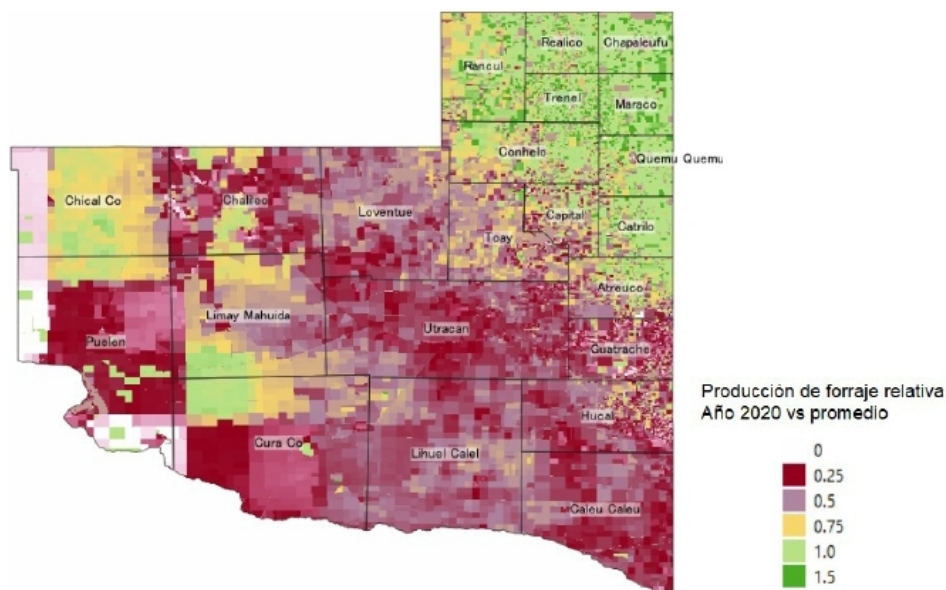 Realico
Chapaleufu
Rancul
Trenel
Maraco
Conhelo
Quemu Quemu
Chical Co
Chalileo
Loventue
Capital
Toay
Catrilo
Atreuco
Limay Mahuida
Puelen
Utracan
Guatrache
Hucal
Cura Co
Lihuel Calel
Caleu Caleu
Producción de forraje relativa
Año 2020 vs promedio
0
0.25
0.5
0.75
1.0
1.5